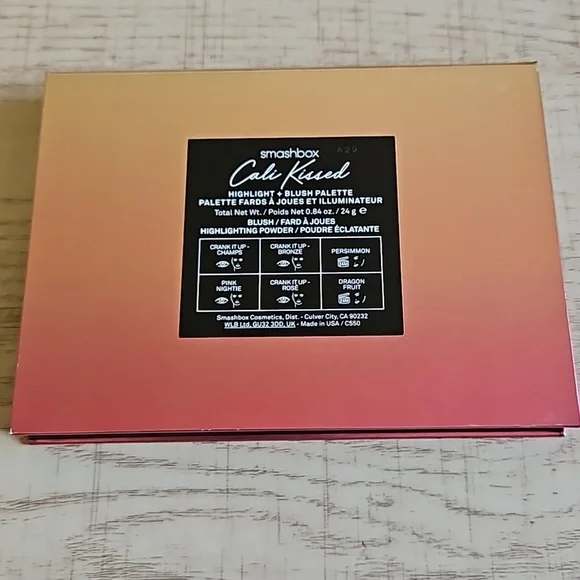 A20
smashbox
Cali Kissed
HIGHLIGHT + BLUSH PALETTE
PALETTE FARDS À JOUES ET ILLUMINATEUR
Total Net Wt. / Poids Net 0.84 oz. / 24 g ℮
BLUSH / FARD À JOUES
HIGHLIGHTING POWDER / POUDRE ÉCLATANTE
CRANK IT UP -
CHAMPS
CRANK IT UP -
BRONZE
PERSIMMON
PINK
NIGHTIE
CRANK IT UP -
ROSÉ
DRAGON
FRUIT
Smashbox Cosmetics, Dist. • Culver City, CA 90232
WLB Ltd, GU32 3DD, UK • Made in USA / C550